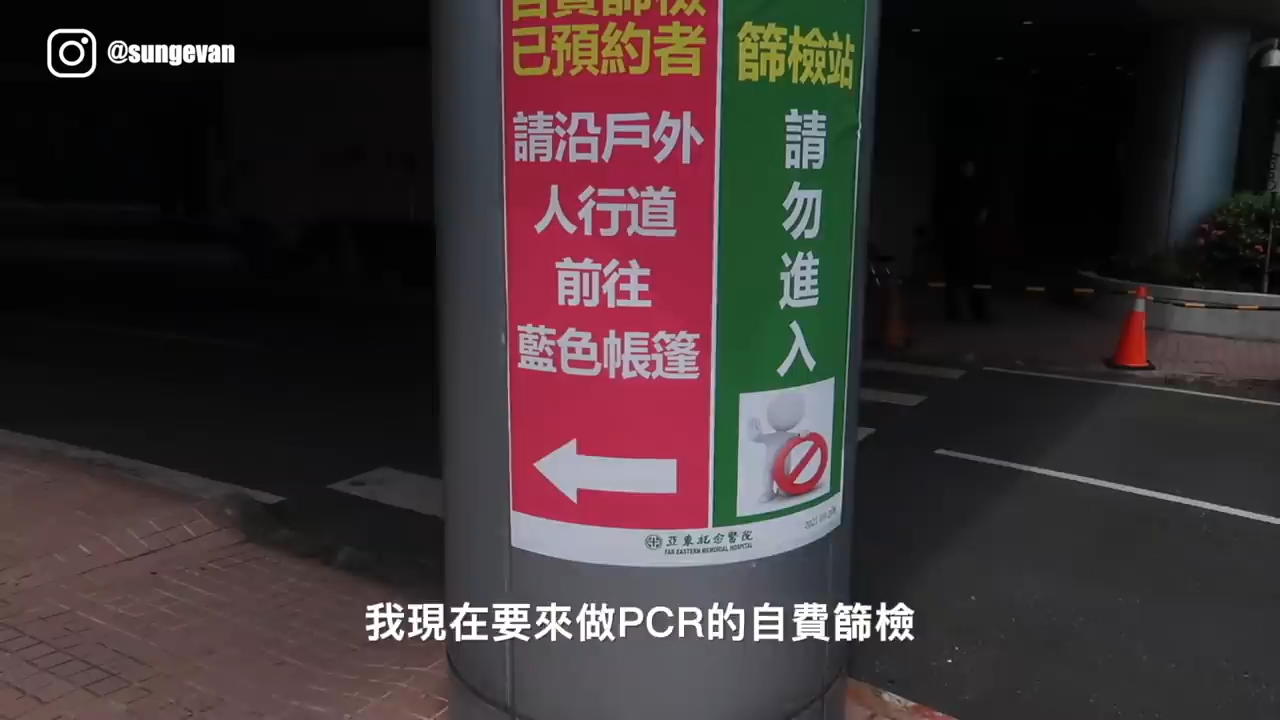 @sungevan
自費篩檢
已預約者
請沿戶外
人行道
前往
藍色帳篷
篩檢站
請勿進入
亞東紀念醫院
FAR EASTERN MEMORIAL HOSPITAL
我現在要來做PCR的自費篩檢